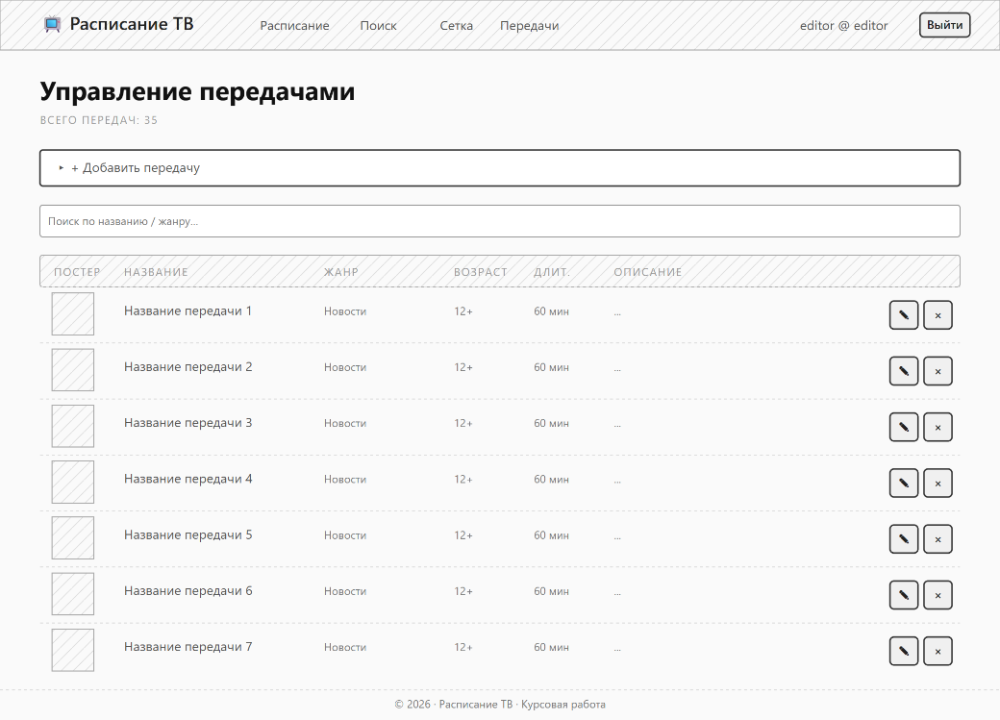 Расписание ТВ Расписание Поиск Сетка Передачи editor @ editor Выйти
Управление передачами
ВСЕГО ПЕРЕДАЧ: 35
▸ + Добавить передачу
Поиск по названию / жанру...
ПОСТЕР НАЗВАНИЕ ЖАНР ВОЗРАСТ ДЛИТ. ОПИСАНИЕ
Название передачи 1 Новости 12+ 60 мин ... ×
Название передачи 2 Новости 12+ 60 мин ... ×
Название передачи 3 Новости 12+ 60 мин ... ×
Название передачи 4 Новости 12+ 60 мин ... ×
Название передачи 5 Новости 12+ 60 мин ... ×
Название передачи 6 Новости 12+ 60 мин ... ×
Название передачи 7 Новости 12+ 60 мин ... ×
© 2026 · Расписание ТВ · Курсовая работа